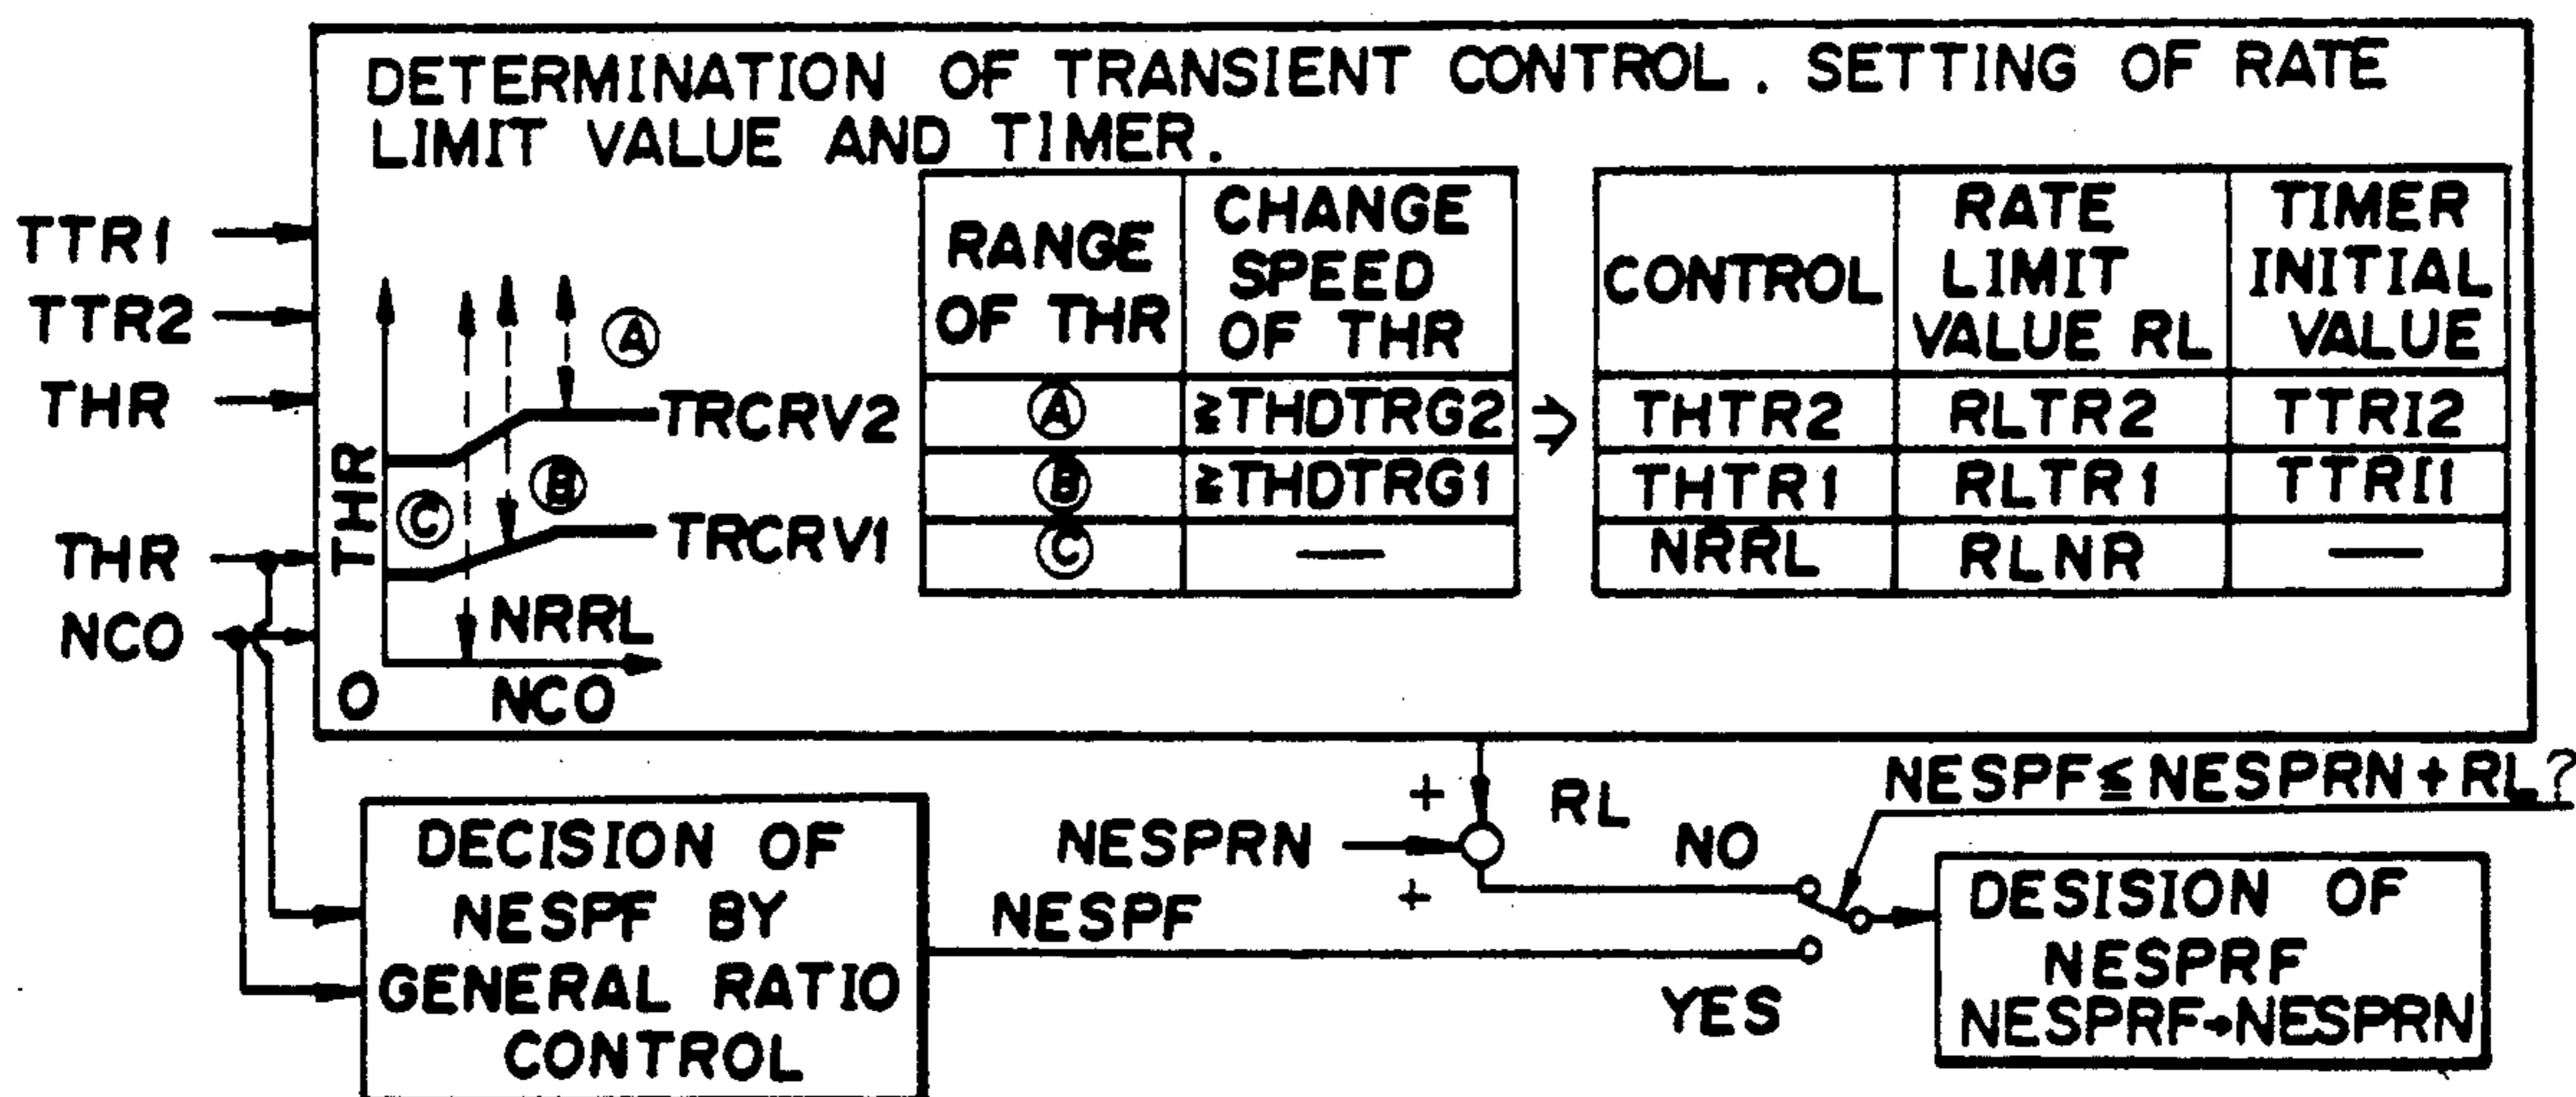 DETERMINATION OF TRANSIENT CONTROL. SETTING OF RATE
LIMIT VALUE AND TIMER.
TTR1
TTR2
THR
THR
NCO
THR
Ⓐ
TRCRV2
Ⓑ
Ⓒ
TRCRV1
NRRL
O
NCO
RANGE
OF THR
CHANGE
SPEED
OF THR
Ⓐ
≧THDTRG2
Ⓑ
≧THDTRG1
Ⓒ
—
⇒
CONTROL
RATE
LIMIT
VALUE RL
TIMER
INITIAL
VALUE
THTR2
RLTR2
TTRI2
THTR1
RLTR1
TTRI1
NRRL
RLNR
—
DECISION OF
NESPF BY
GENERAL RATIO
CONTROL
+
RL
NESPRN
+
NESPF
NO
YES
NESPF≦NESPRN+RL?
DESISION OF
NESPRF
NESPRF→NESPRN